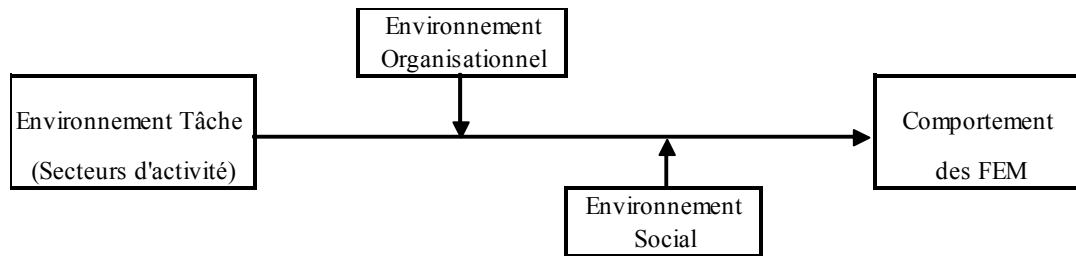 Environnement
Organisationnel
Environnement Tâche
(Secteurs d'activité)
Comportement
des FEM
Environnement
Social